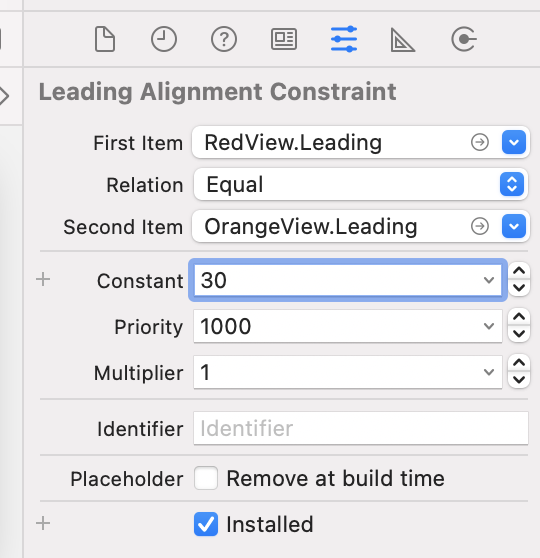 Leading Alignment Constraint
First Item RedView.Leading
Relation Equal
Second Item OrangeView.Leading
Constant 30
Priority 1000
Multiplier 1
Identifier Identifier
Placeholder Remove at build time
Installed